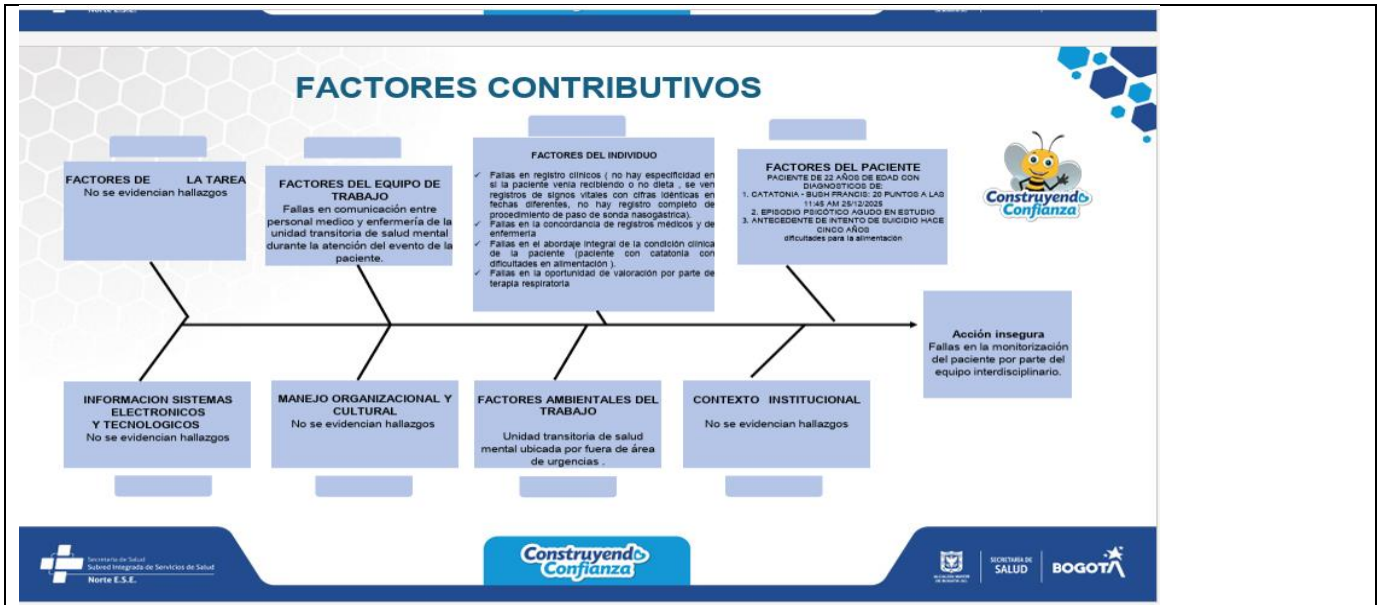 Norte E.S.E.
FACTORES CONTRIBUTIVOS
FACTORES DE LA TAREA
No se evidencian hallazgos
FACTORES DEL EQUIPO DE
TRABAJO
Fallas en comunicación entre
personal medico y enfermería de la
unidad transitoria de salud mental
durante la atención del evento de la
paciente.
FACTORES DEL INDIVIDUO
✓ Fallas en registro clínicos ( no hay especificidad en
si la paciente venia recibiendo o no dieta , se ven
registros de signos vitales con cifras idénticas en
fechas diferentes, no hay registro completo de
procedimiento de paso de sonda nasogástrica).
✓ Fallas en la concordancia de registros médicos y de
enfermería
✓ Fallas en el abordaje integral de la condición clínica
de la paciente (paciente con catatonia con
dificultades en alimentación ).
✓ Fallas en la oportunidad de valoración por parte de
terapia respiratoria
FACTORES DEL PACIENTE
PACIENTE DE 22 AÑOS DE EDAD CON
DIAGNOSTICOS DE:
1. CATATONIA - BUSH FRANCIS: 20 PUNTOS A LAS
11:45 AM 25/12/2025
2. EPISODIO PSICÓTICO AGUDO EN ESTUDIO
3. ANTECEDENTE DE INTENTO DE SUICIDIO HACE
CINCO AÑOS
dificultades para la alimentación
Construyendo
Confianza
Acción insegura
Fallas en la monitorización
del paciente por parte del
equipo interdisciplinario.
INFORMACION SISTEMAS
ELECTRONICOS
Y TECNOLOGICOS
No se evidencian hallazgos
MANEJO ORGANIZACIONAL Y
CULTURAL
No se evidencian hallazgos
FACTORES AMBIENTALES DEL
TRABAJO
Unidad transitoria de salud
mental ubicada por fuera de área
de urgencias .
CONTEXTO INSTITUCIONAL
No se evidencian hallazgos
Secretaría de Salud
Subred Integrada de Servicios de Salud
Norte E.S.E.
Construyendo
Confianza
ALCALDÍA MAYOR
DE BOGOTÁ D.C.
SECRETARÍA DE
SALUD
BOGOTÁ